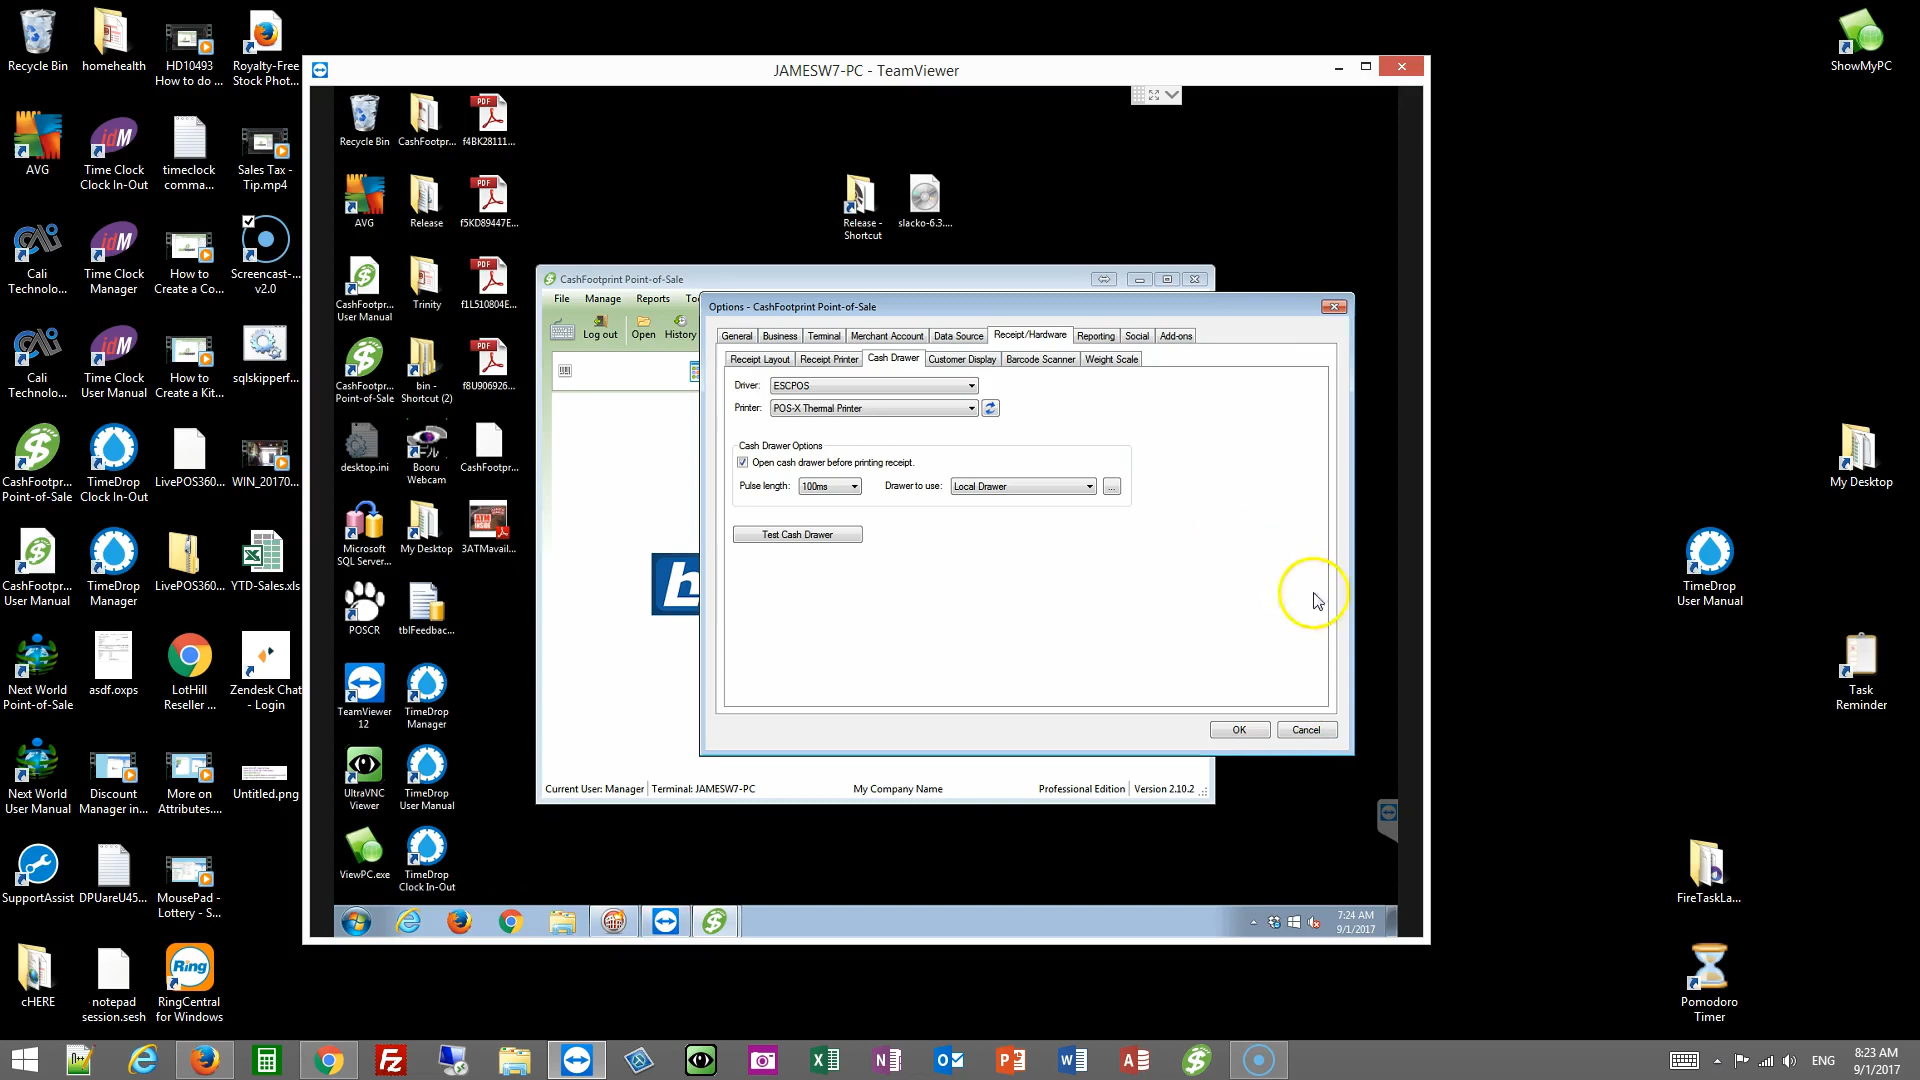 Recycle Bin
homehealth
HD10493
How to do ...
Royalty-Free
Stock Phot...
AVG
Time Clock
Clock In-Out
timeclock
comma...
Sales Tax -
Tip.mp4
Cali
Technolo...
Time Clock
Manager
How to
Create a Co...
Screencast-...
v2.0
Cali
Technolo...
Time Clock
User Manual
How to
Create a Kit...
sqlskipperf...
CashFootpr...
Point-of-Sale
TimeDrop
Clock In-Out
LivePOS360...
WIN_20170...
CashFootpr...
User Manual
TimeDrop
Manager
LivePOS360...
YTD-Sales.xls
Next World
Point-of-Sale
asdf.oxps
LotHill
Reseller ...
Zendesk Chat
- Login
Next World
User Manual
Discount
Manager in...
More on
Attributes....
Untitled.png
SupportAssist
DPUareU45...
MousePad -
Lottery - S...
cHERE
notepad
session.sesh
Ring
RingCentral
for Windows
JAMESW7-PC - TeamViewer
Recycle Bin
CashFootpr...
f4BK28111...
AVG
Release
f5KD89447E...
Release -
Shortcut
slacko-6.3....
CashFootpr...
User Manual
Trinity
f1L510804E...
CashFootpr...
Point-of-Sale
bin -
Shortcut (2)
f8U906926...
desktop.ini
Booru
Webcam
CashFootpr...
Microsoft
SQL Server...
My Desktop
3ATMavail...
POSCR
tblFeedbac...
TeamViewer
12
TimeDrop
Manager
UltraVNC
Viewer
TimeDrop
User Manual
ViewPC.exe
TimeDrop
Clock In-Out
CashFootprint Point-of-Sale
File Manage Reports To
Log out Open History
Options - CashFootprint Point-of-Sale
General Business Terminal Merchant Account Data Source Receipt/Hardware Reporting Social Add-ons
Receipt Layout Receipt Printer Cash Drawer Customer Display Barcode Scanner Weight Scale
Driver: ESCPOS
Printer: POS-X Thermal Printer
Cash Drawer Options
Open cash drawer before printing receipt.
Pulse length: 100ms Drawer to use: Local Drawer ...
Test Cash Drawer
OK Cancel
Current User: Manager Terminal: JAMESW7-PC My Company Name Professional Edition Version 2.10.2
7:24 AM
9/1/2017
ShowMyPC
My Desktop
TimeDrop
User Manual
Task
Reminder
FireTaskLa...
Pomodoro
Timer
ENG
8:23 AM
9/1/2017